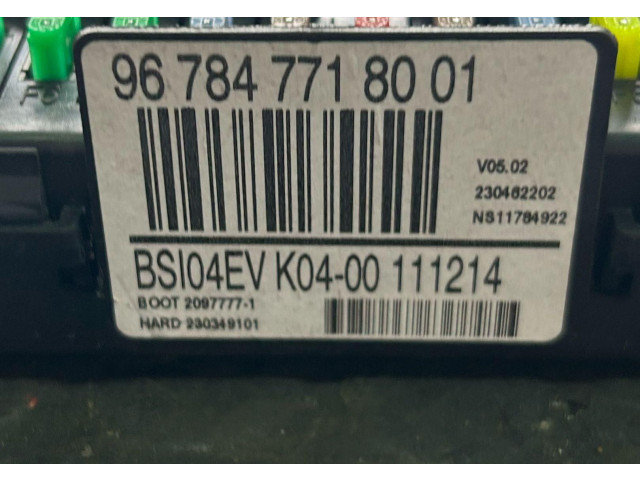 96 784 771 80 01
V05.02
230462202
NS11784922
BSI04EV K04-00 111214
BOOT 2097777-1
HARD 230349101